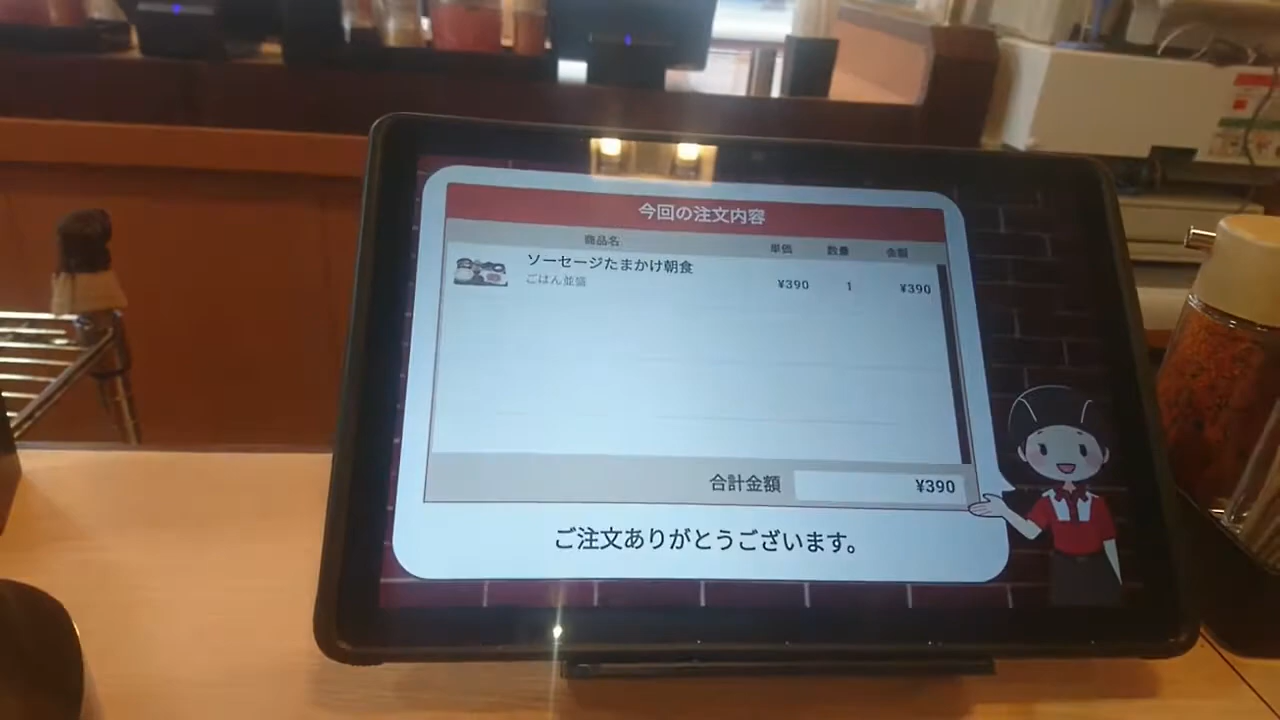 今回の注文内容
商品名 単価 数量 金額
ソーセージたまかけ朝食
ごはん並盛 ¥390 1 ¥390
合計金額 ¥390
ご注文ありがとうございます。